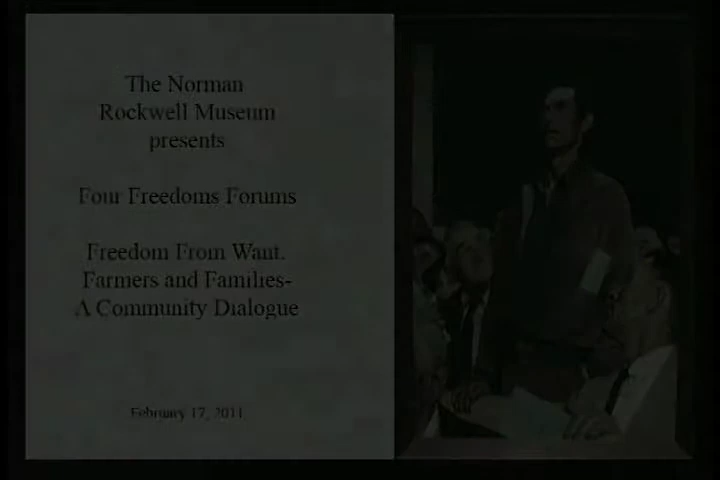 The Norman
Rockwell Museum
presents
Four Freedoms Forums
Freedom From Want.
Farmers and Families-
A Community Dialogue
February 17, 2011